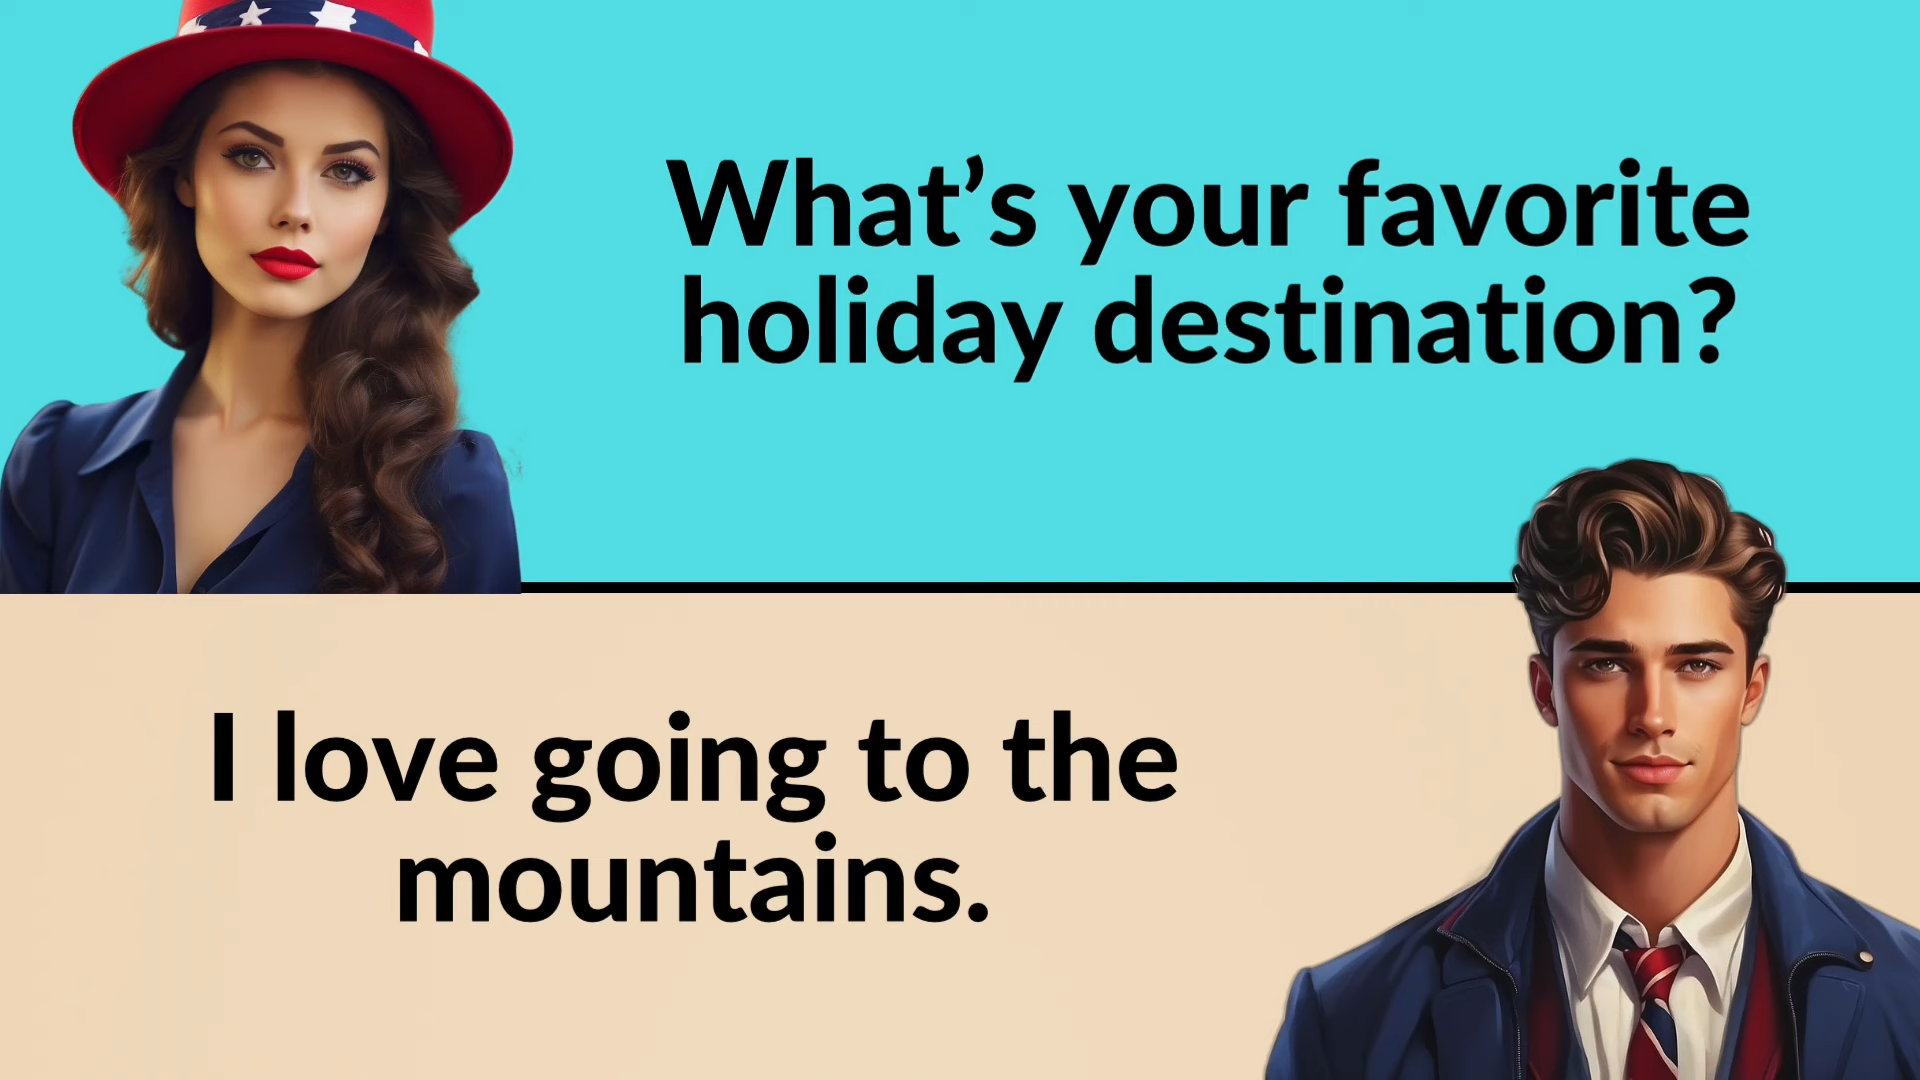 What’s your favorite
holiday destination?
I love going to the
mountains.